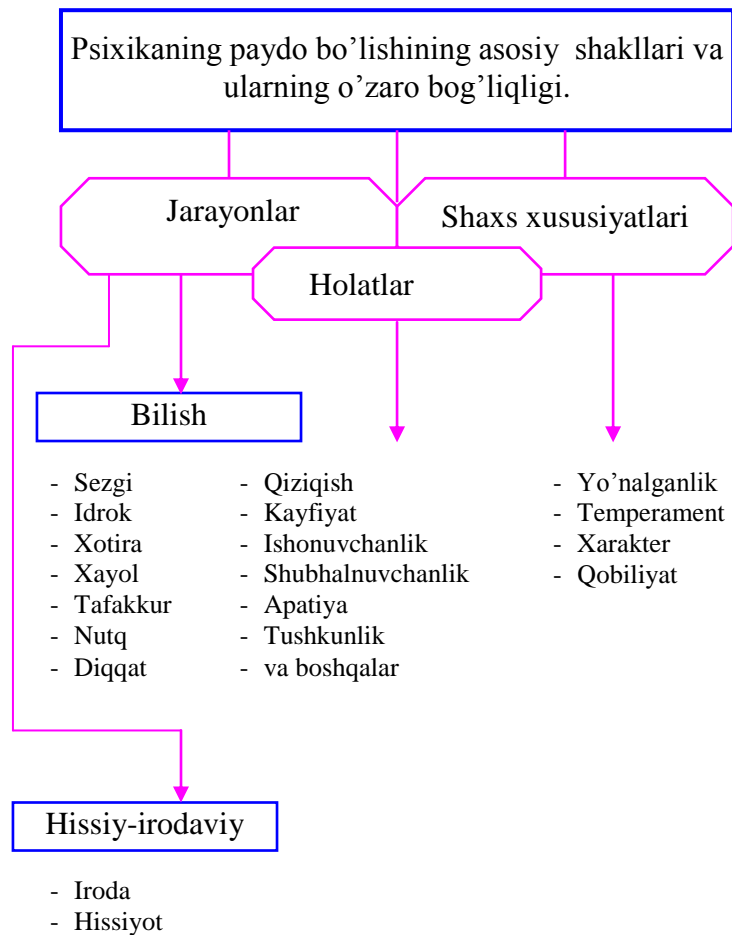 Psixikaning paydo bo’lishining asosiy  shakllari va
ularning o’zaro bog’liqligi.
Jarayonlar
Shaxs xususiyatlari
Holatlar
Bilish
- Sezgi
- Idrok
- Xotira
- Xayol
- Tafakkur
- Nutq
- Diqqat
- Qiziqish
- Kayfiyat
- Ishonuvchanlik
- Shubhalnuvchanlik
- Apatiya
- Tushkunlik
- va boshqalar
- Yo’nalganlik
- Temperament
- Xarakter
- Qobiliyat
Hissiy-irodaviy
- Iroda
- Hissiyot